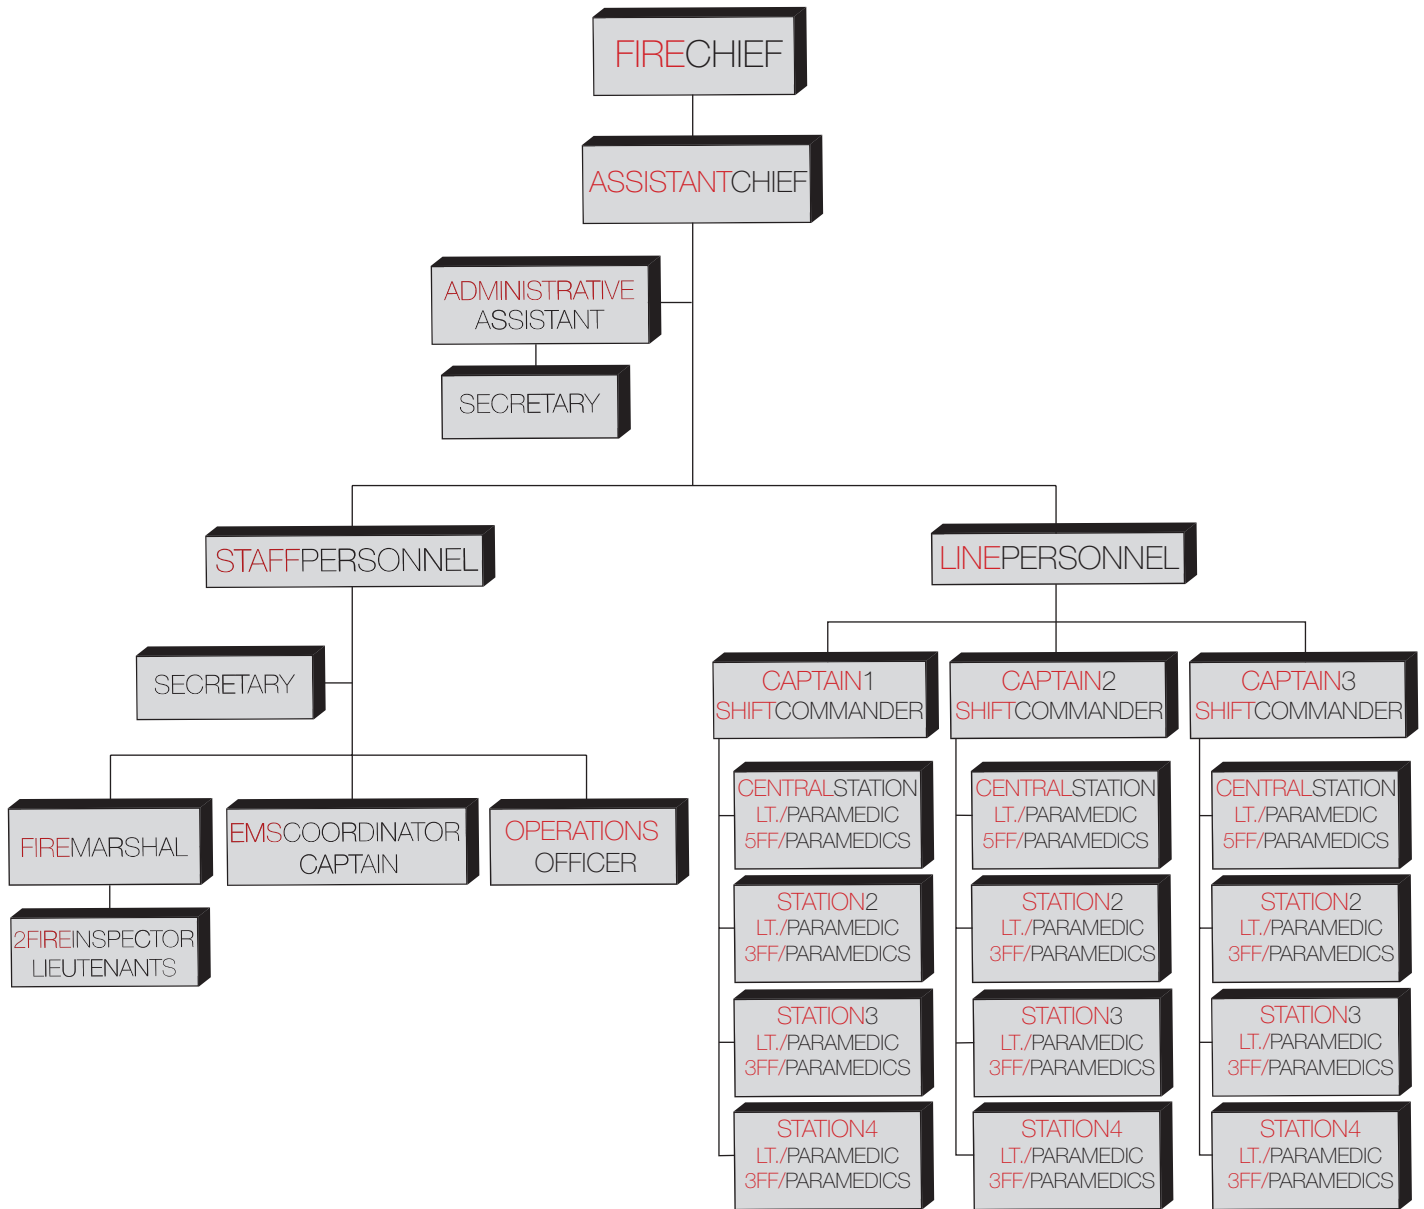 FIRECHIEF
ASSISTANTCHIEF
ADMINISTRATIVE
ASSISTANT
SECRETARY
STAFFPERSONNEL
SECRETARY
FIREMARSHAL
2FIREINSPECTOR
LIEUTENANTS
EMSCOORDINATOR
CAPTAIN
OPERATIONS
OFFICER
LINEPERSONNEL
CAPTAIN1
SHIFTCOMMANDER
CENTRALSTATION
LT./PARAMEDIC
5FF/PARAMEDICS
STATION2
LT./PARAMEDIC
3FF/PARAMEDICS
STATION3
LT./PARAMEDIC
3FF/PARAMEDICS
STATION4
LT./PARAMEDIC
3FF/PARAMEDICS
CAPTAIN2
SHIFTCOMMANDER
CENTRALSTATION
LT./PARAMEDIC
5FF/PARAMEDICS
STATION2
LT./PARAMEDIC
3FF/PARAMEDICS
STATION3
LT./PARAMEDIC
3FF/PARAMEDICS
STATION4
LT./PARAMEDIC
3FF/PARAMEDICS
CAPTAIN3
SHIFTCOMMANDER
CENTRALSTATION
LT./PARAMEDIC
5FF/PARAMEDICS
STATION2
LT./PARAMEDIC
3FF/PARAMEDICS
STATION3
LT./PARAMEDIC
3FF/PARAMEDICS
STATION4
LT./PARAMEDIC
3FF/PARAMEDICS